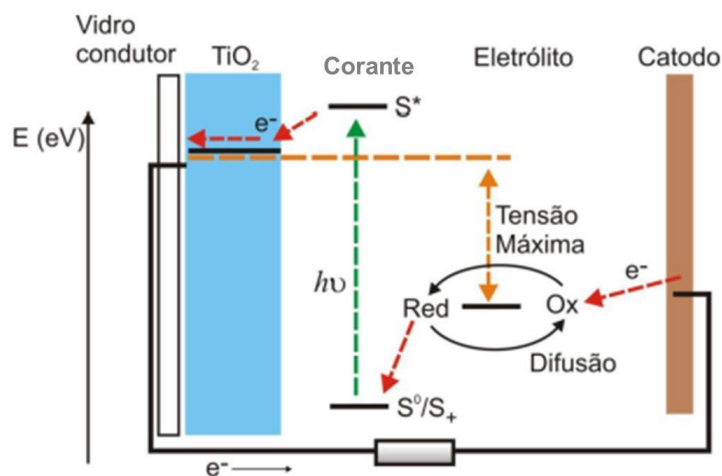 Vidro
condutor
TiO₂
Corante
Eletrólito
Catodo
E (eV)
e-
S*
Tensão
Máxima
hυ
e-
Red
Ox
Difusão
S⁰/S₊
e-